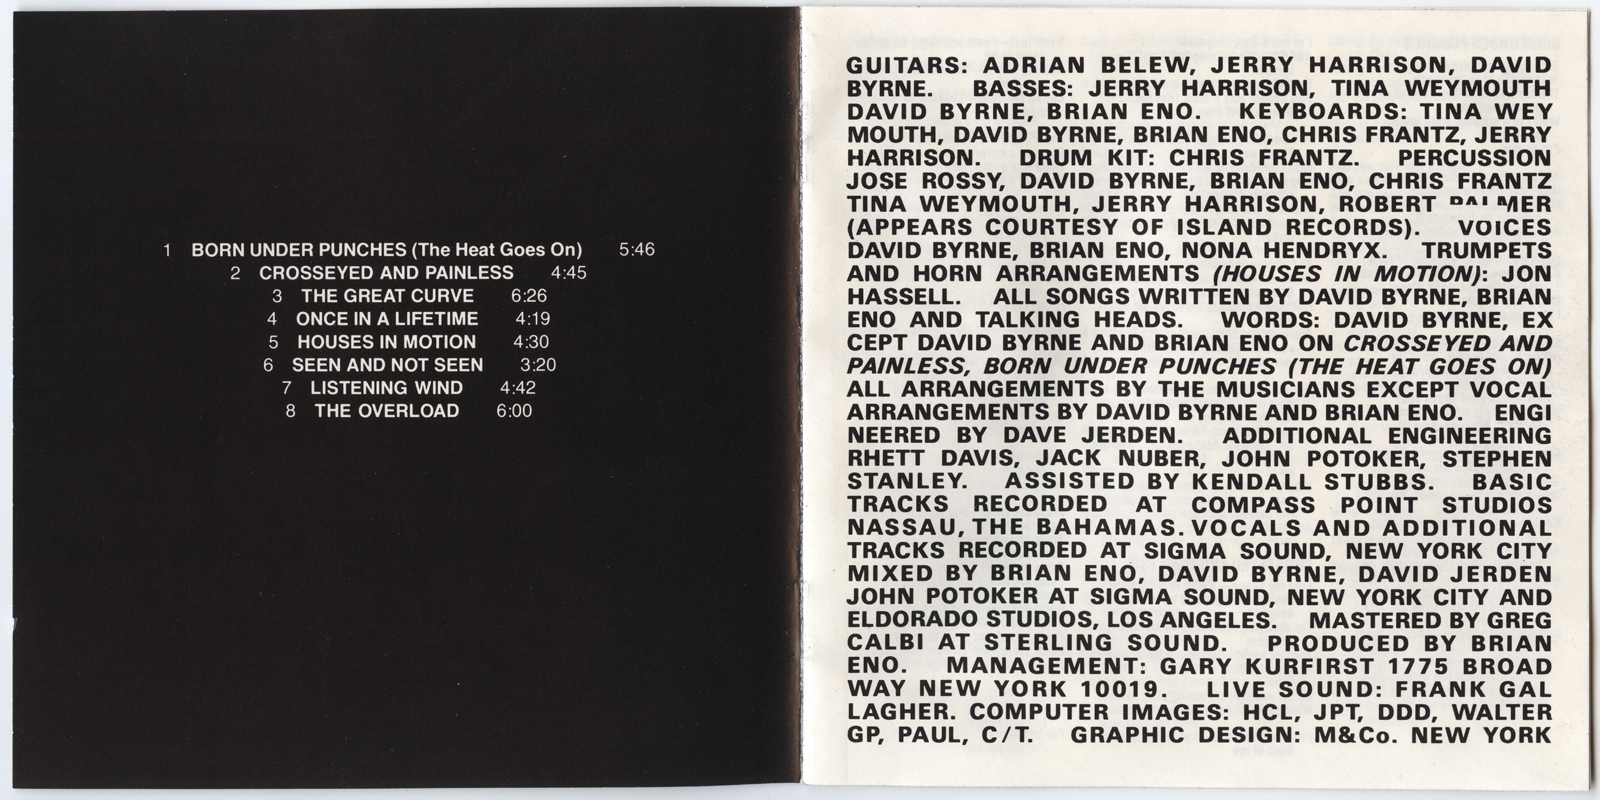 1 BORN UNDER PUNCHES (The Heat Goes On) 5:46
2 CROSSEYED AND PAINLESS 4:45
3 THE GREAT CURVE 6:26
4 ONCE IN A LIFETIME 4:19
5 HOUSES IN MOTION 4:30
6 SEEN AND NOT SEEN 3:20
7 LISTENING WIND 4:42
8 THE OVERLOAD 6:00
GUITARS: ADRIAN BELEW, JERRY HARRISON, DAVID
BYRNE. BASSES: JERRY HARRISON, TINA WEYMOUTH
DAVID BYRNE, BRIAN ENO. KEYBOARDS: TINA WEY
MOUTH, DAVID BYRNE, BRIAN ENO, CHRIS FRANTZ, JERRY
HARRISON. DRUM KIT: CHRIS FRANTZ. PERCUSSION
JOSE ROSSY, DAVID BYRNE, BRIAN ENO, CHRIS FRANTZ
TINA WEYMOUTH, JERRY HARRISON, ROBERT PALMER
(APPEARS COURTESY OF ISLAND RECORDS). VOICES
DAVID BYRNE, BRIAN ENO, NONA HENDRYX. TRUMPETS
AND HORN ARRANGEMENTS (HOUSES IN MOTION): JON
HASSELL. ALL SONGS WRITTEN BY DAVID BYRNE, BRIAN
ENO AND TALKING HEADS. WORDS: DAVID BYRNE, EX
CEPT DAVID BYRNE AND BRIAN ENO ON CROSSEYED AND
PAINLESS, BORN UNDER PUNCHES (THE HEAT GOES ON)
ALL ARRANGEMENTS BY THE MUSICIANS EXCEPT VOCAL
ARRANGEMENTS BY DAVID BYRNE AND BRIAN ENO. ENGI
NEERED BY DAVE JERDEN. ADDITIONAL ENGINEERING
RHETT DAVIS, JACK NUBER, JOHN POTOKER, STEPHEN
STANLEY. ASSISTED BY KENDALL STUBBS. BASIC
TRACKS RECORDED AT COMPASS POINT STUDIOS
NASSAU, THE BAHAMAS. VOCALS AND ADDITIONAL
TRACKS RECORDED AT SIGMA SOUND, NEW YORK CITY
MIXED BY BRIAN ENO, DAVID BYRNE, DAVID JERDEN
JOHN POTOKER AT SIGMA SOUND, NEW YORK CITY AND
ELDORADO STUDIOS, LOS ANGELES. MASTERED BY GREG
CALBI AT STERLING SOUND. PRODUCED BY BRIAN
ENO. MANAGEMENT: GARY KURFIRST 1775 BROAD
WAY NEW YORK 10019. LIVE SOUND: FRANK GAL
LAGHER. COMPUTER IMAGES: HCL, JPT, DDD, WALTER
GP, PAUL, C/T. GRAPHIC DESIGN: M&Co. NEW YORK